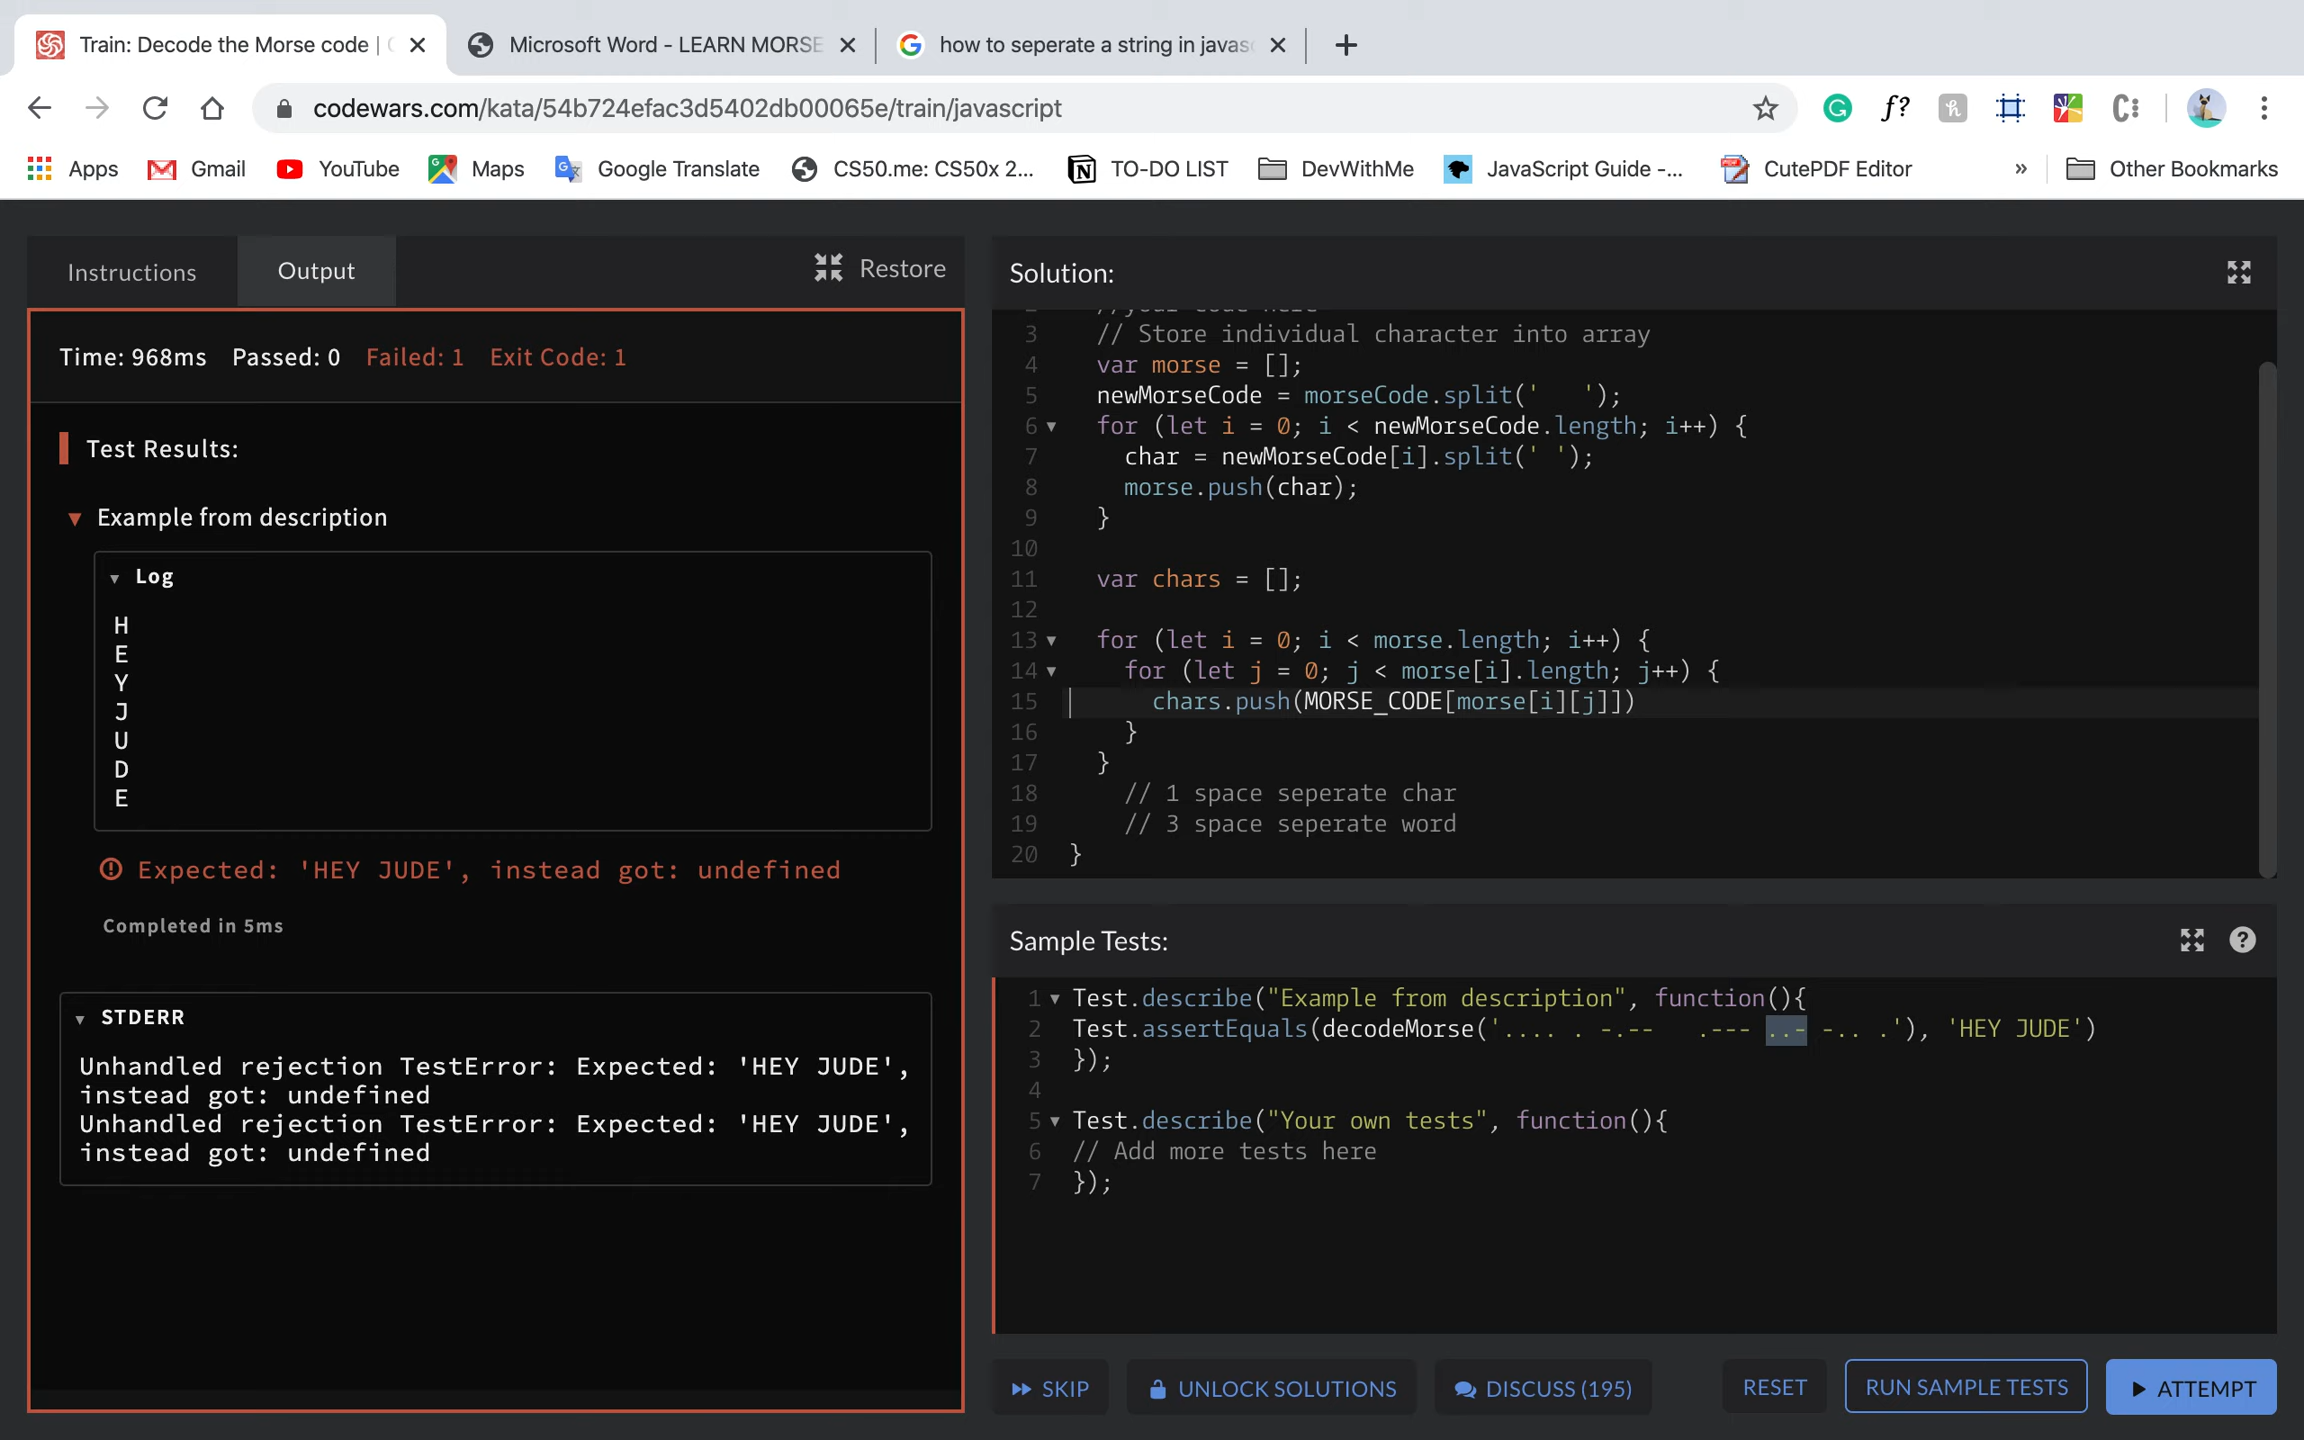 Train: Decode the Morse code |
Microsoft Word - LEARN MORSE
how to seperate a string in javas
codewars.com/kata/54b724efac3d5402db00065e/train/javascript
Apps
Gmail
YouTube
Maps
Google Translate
CS50.me: CS50x 2...
TO-DO LIST
DevWithMe
JavaScript Guide -...
CutePDF Editor
»
Other Bookmarks
Instructions
Output
Restore
Time: 968ms Passed: 0 Failed: 1 Exit Code: 1
Test Results:
Example from description
Log
H
E
Y
J
U
D
E
Expected: 'HEY JUDE', instead got: undefined
Completed in 5ms
STDERR
Unhandled rejection TestError: Expected: 'HEY JUDE',
instead got: undefined
Unhandled rejection TestError: Expected: 'HEY JUDE',
instead got: undefined
Solution:
2 //your code here
3 // Store individual character into array
4 var morse = [];
5 newMorseCode = morseCode.split('   ');
6 for (let i = 0; i < newMorseCode.length; i++) {
7 char = newMorseCode[i].split(' ');
8 morse.push(char);
9 }
10
11 var chars = [];
12
13 for (let i = 0; i < morse.length; i++) {
14 for (let j = 0; j < morse[i].length; j++) {
15 chars.push(MORSE_CODE[morse[i][j]])
16 }
17 }
18 // 1 space seperate char
19 // 3 space seperate word
20 }
Sample Tests:
1 Test.describe("Example from description", function(){
2 Test.assertEquals(decodeMorse('.... . -.--   .--- ..- -.. .'), 'HEY JUDE')
3 });
4
5 Test.describe("Your own tests", function(){
6 // Add more tests here
7 });
SKIP
UNLOCK SOLUTIONS
DISCUSS (195)
RESET
RUN SAMPLE TESTS
ATTEMPT